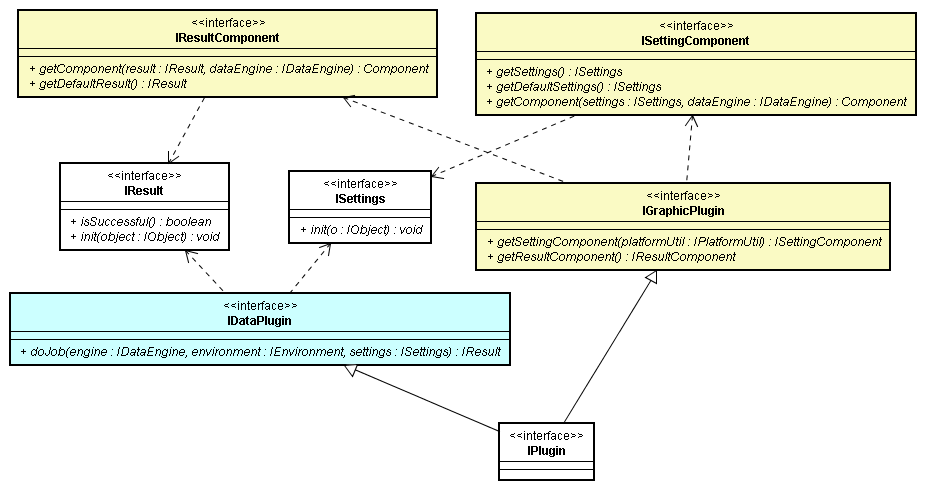 <<interface>>
IResultComponent
+ getComponent(result : IResult, dataEngine : IDataEngine) : Component
+ getDefaultResult() : IResult
<<interface>>
ISettingComponent
+ getSettings() : ISettings
+ getDefaultSettings() : ISettings
+ getComponent(settings : ISettings, dataEngine : IDataEngine) : Component
<<interface>>
IResult
+ isSuccessful() : boolean
+ init(object : IObject) : void
<<interface>>
ISettings
+ init(o : IObject) : void
<<interface>>
IGraphicPlugin
+ getSettingComponent(platformUtil : IPlatformUtil) : ISettingComponent
+ getResultComponent() : IResultComponent
<<interface>>
IDataPlugin
+ doJob(engine : IDataEngine, environment : IEnvironment, settings : ISettings) : IResult
<<interface>>
IPlugin